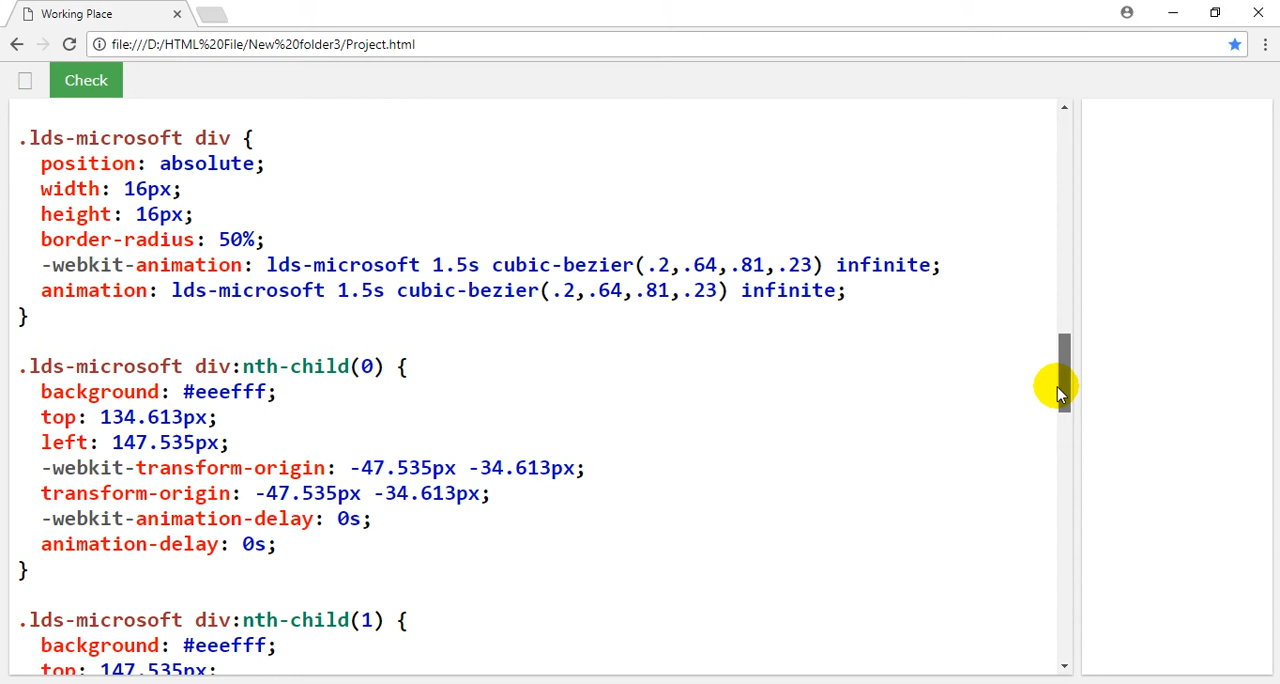 Working Place
file:///D:/HTML%20File/New%20folder3/Project.html
Check
.lds-microsoft div {
position: absolute;
width: 16px;
height: 16px;
border-radius: 50%;
-webkit-animation: lds-microsoft 1.5s cubic-bezier(.2,.64,.81,.23) infinite;
animation: lds-microsoft 1.5s cubic-bezier(.2,.64,.81,.23) infinite;
}
.lds-microsoft div:nth-child(0) {
background: #eeefff;
top: 134.613px;
left: 147.535px;
-webkit-transform-origin: -47.535px -34.613px;
transform-origin: -47.535px -34.613px;
-webkit-animation-delay: 0s;
animation-delay: 0s;
}
.lds-microsoft div:nth-child(1) {
background: #eeefff;
top: 147.535px;